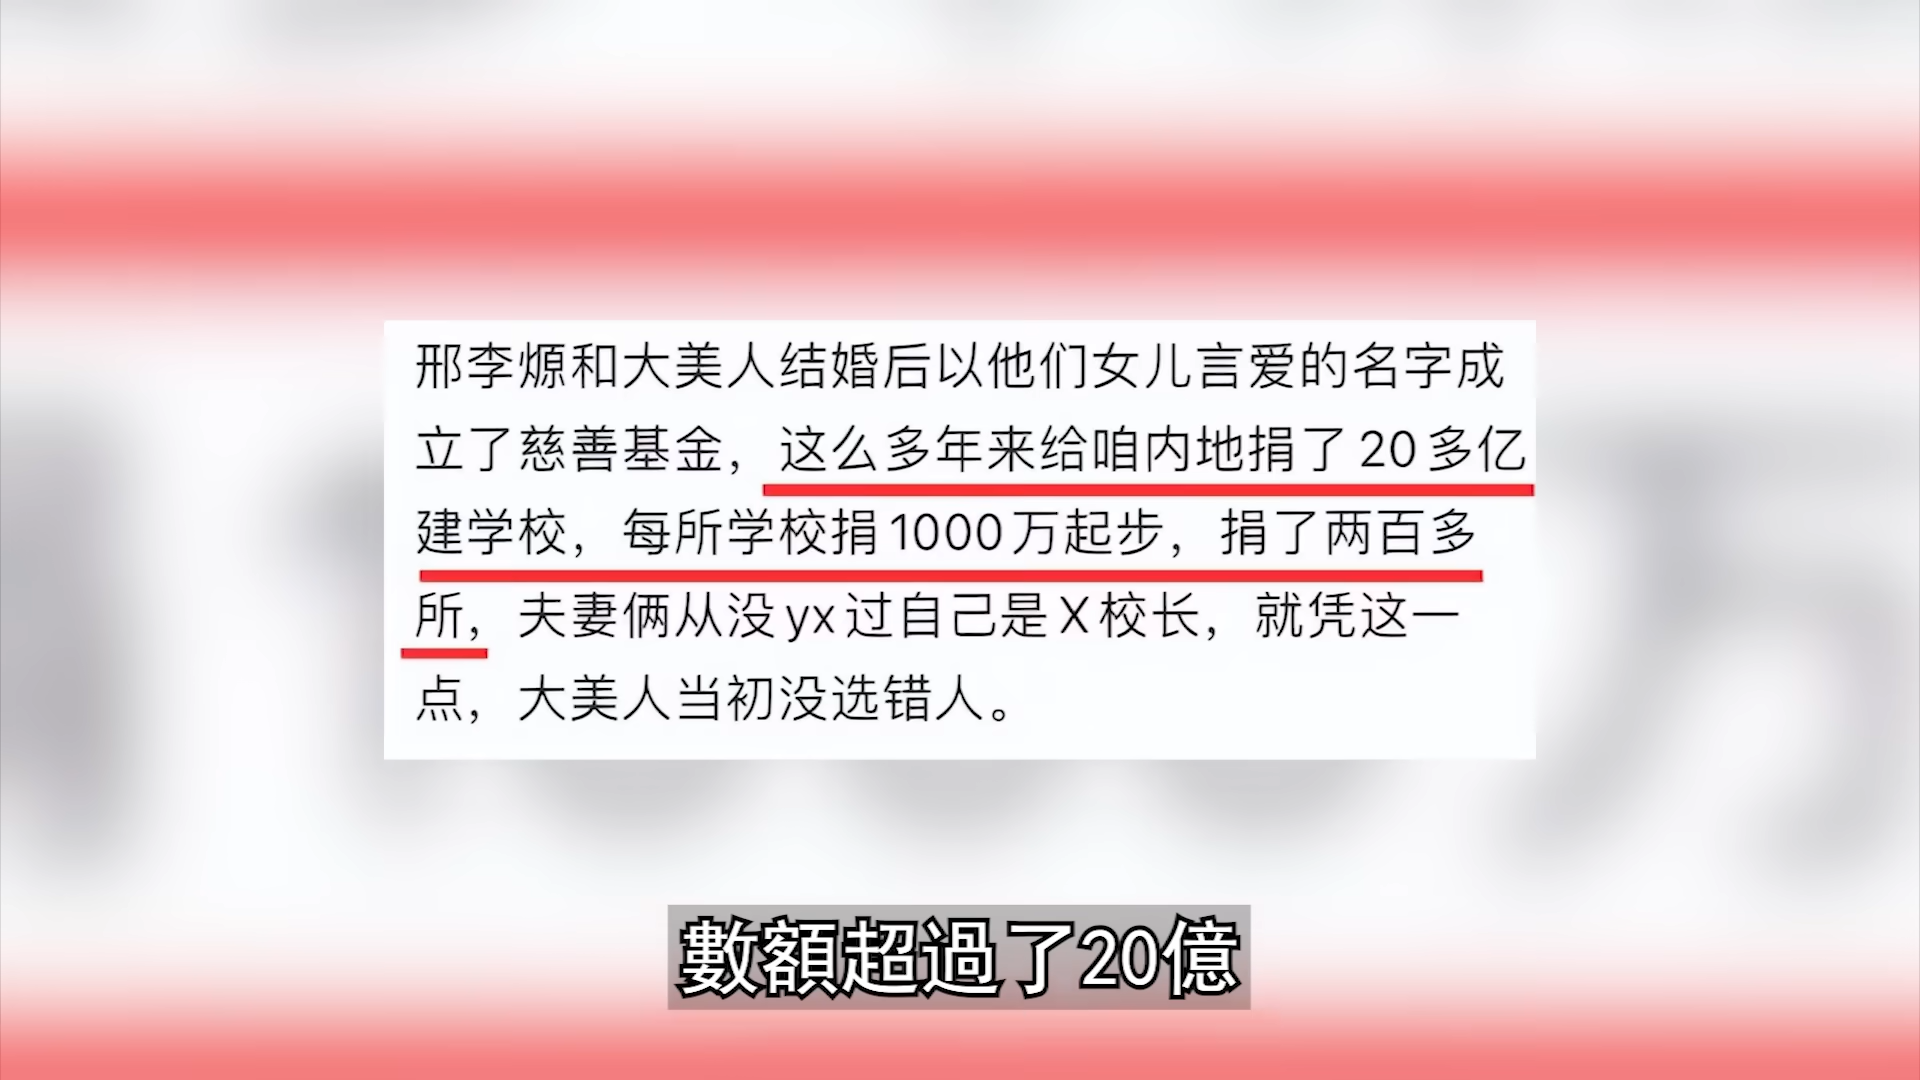 邢李㷧和大美人结婚后以他们女儿言爱的名字成
立了慈善基金，这么多年来给咱内地捐了20多亿
建学校，每所学校捐1000万起步，捐了两百多
所，夫妻俩从没yx过自己是X校长，就凭这一
点，大美人当初没选错人。
數額超過了20億